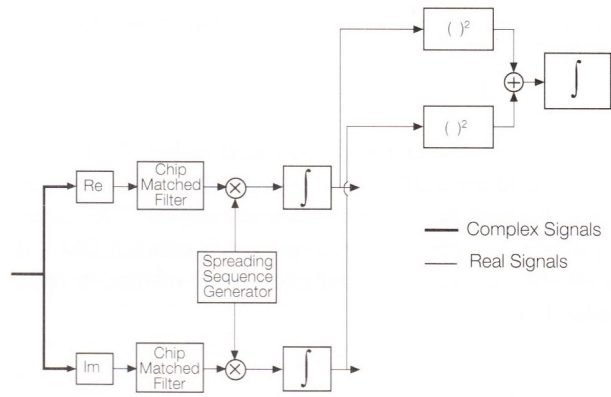 ( )²
∫
( )²
Re
Chip
Matched
Filter
×
∫
+
Complex Signals
Real Signals
Spreading
Sequence
Generator
Im
Chip
Matched
Filter
×
∫